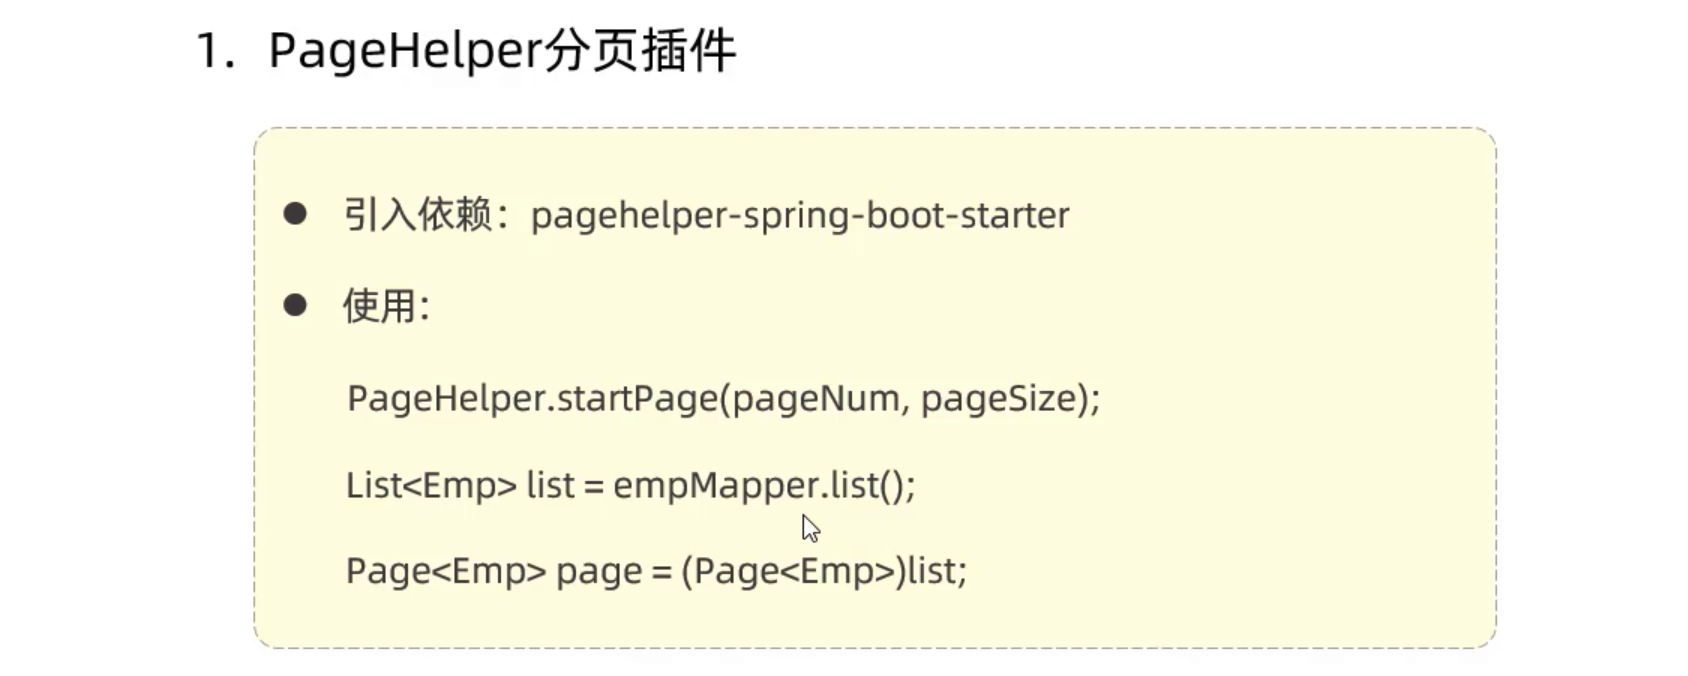 1. PageHelper分页插件
● 引入依赖：pagehelper-spring-boot-starter
● 使用：
PageHelper.startPage(pageNum, pageSize);
List<Emp> list = empMapper.list();
Page<Emp> page = (Page<Emp>)list;